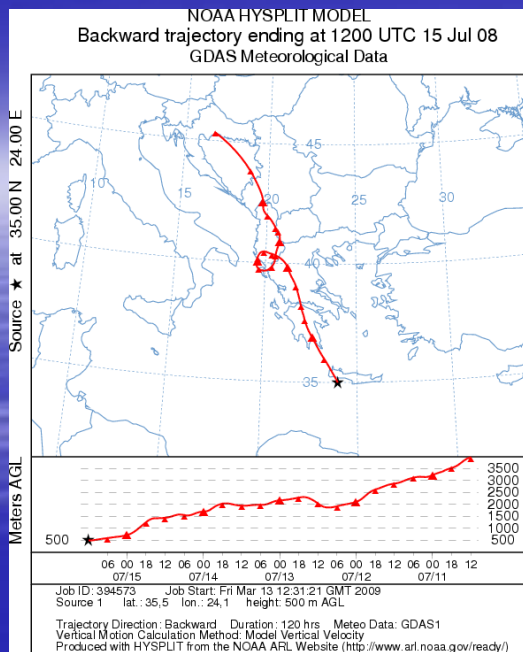 NOAA HYSPLIT MODEL
Backward trajectory ending at 1200 UTC 15 Jul 08
GDAS Meteorological Data
Source ★ at 35.00 N 24.00 E
45
10
15
20
25
30
40
35
Meters AGL
500
3500
3000
2500
2000
1500
1000
500
06 00 18 12 06 00 18 12 06 00 18 12 06 00 18 12 06 00 18 12
07/15 07/14 07/13 07/12 07/11
Job ID: 394573 Job Start: Fri Mar 13 12:31:21 GMT 2009
Source 1 lat.: 35,5 lon.: 24,1 height: 500 m AGL
Trajectory Direction: Backward Duration: 120 hrs Meteo Data: GDAS1
Vertical Motion Calculation Method: Model Vertical Velocity
Produced with HYSPLIT from the NOAA ARL Website (http://www.arl.noaa.gov/ready/)